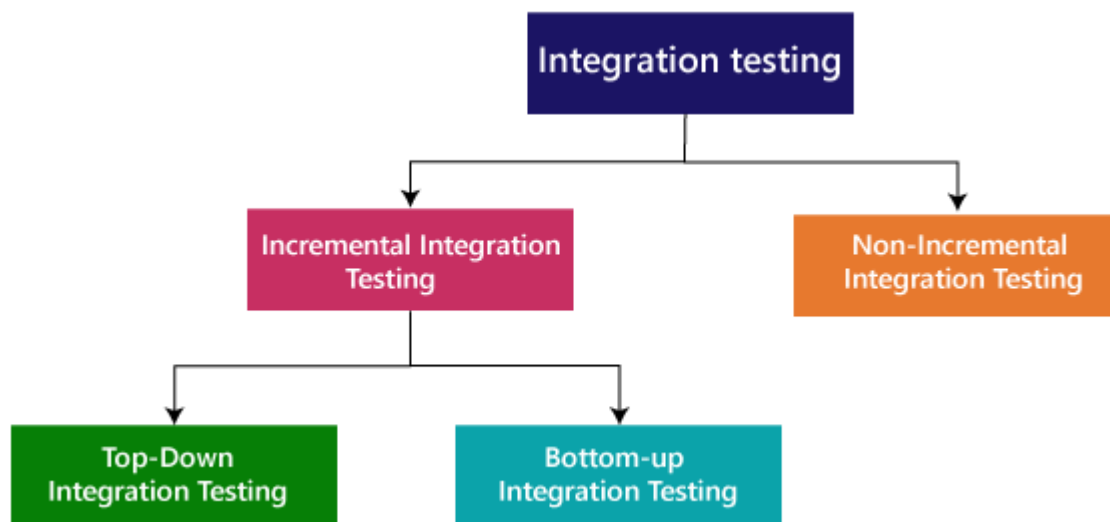 Integration testing
Incremental Integration
Testing
Non-Incremental
Integration Testing
Top-Down
Integration Testing
Bottom-up
Integration Testing